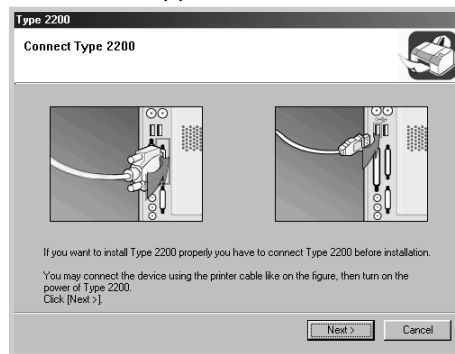 Type 2200
Connect Type 2200
If you want to install Type 2200 properly you have to connect Type 2200 before installation.
You may connect the device using the printer cable like on the figure, then turn on the
power of Type 2200.
Click [Next >].
Next >
Cancel